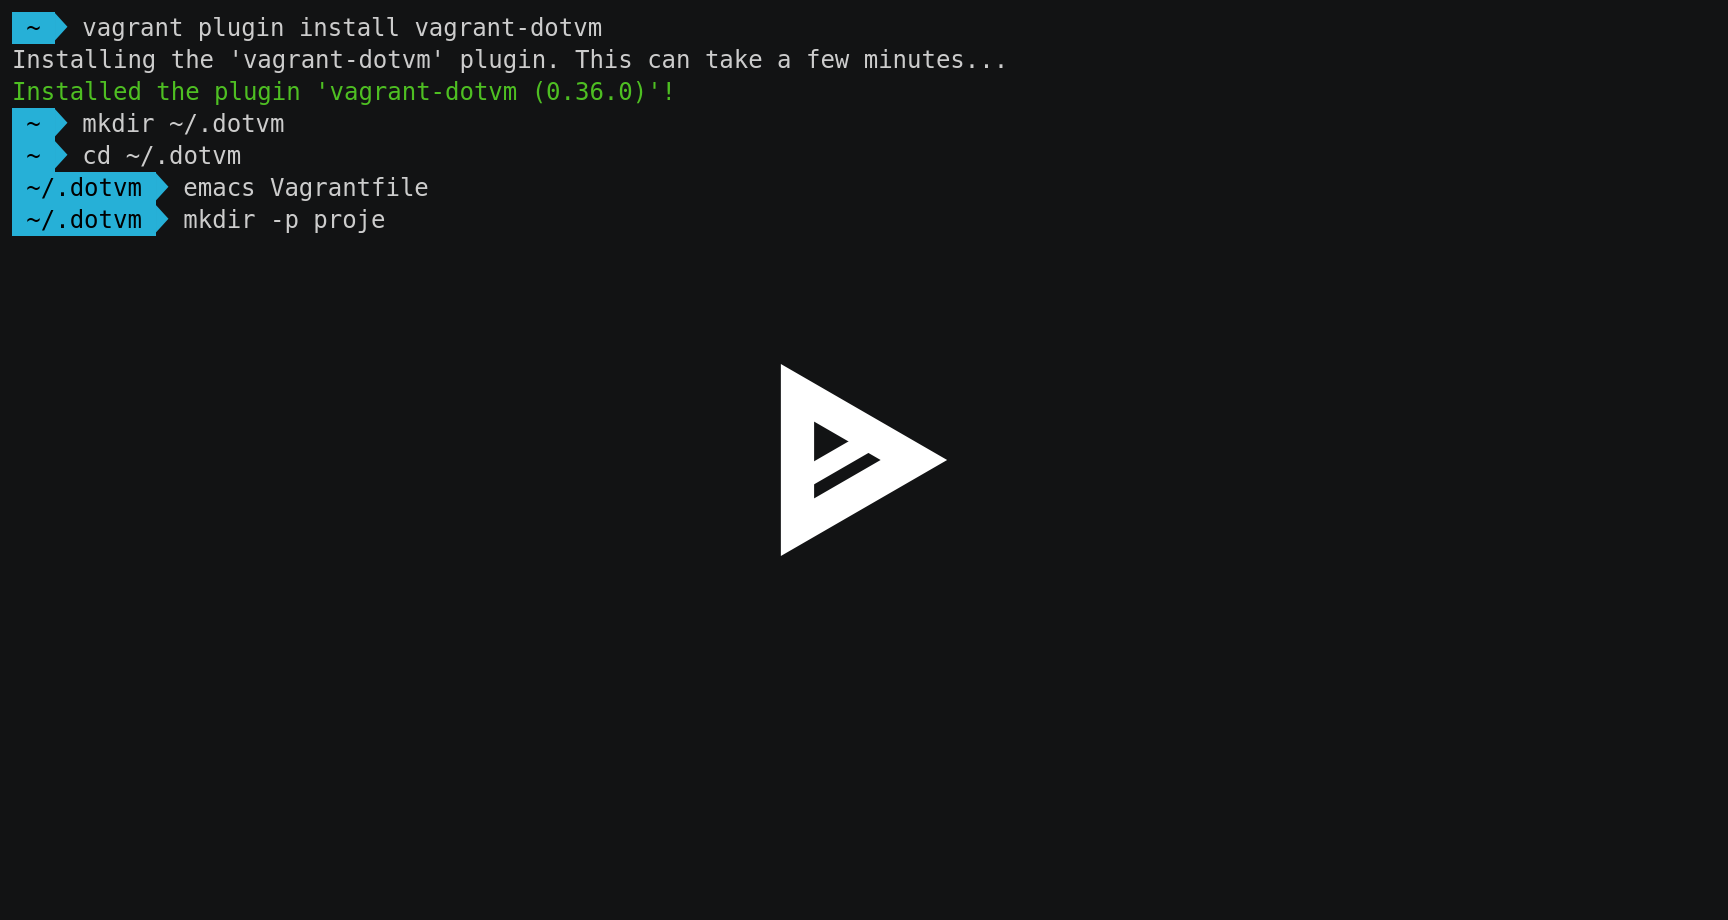 ~ vagrant plugin install vagrant-dotvm
Installing the 'vagrant-dotvm' plugin. This can take a few minutes...
Installed the plugin 'vagrant-dotvm (0.36.0)'!
~ mkdir ~/.dotvm
~ cd ~/.dotvm
~/.dotvm emacs Vagrantfile
~/.dotvm mkdir -p proje